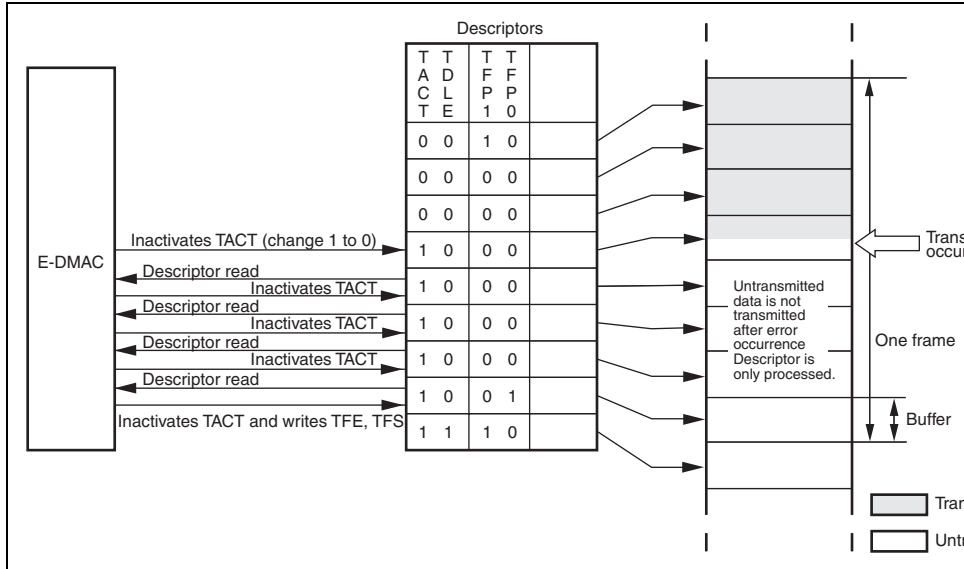 Descriptors
TACT TDLE TFP1 TFP0
0 0 1 0
0 0 0 0
0 0 0 0
1 0 0 0
1 0 0 0
1 0 0 0
1 0 0 0
1 0 0 1
1 1 1 0
E-DMAC
Inactivates TACT (change 1 to 0)
Descriptor read
Inactivates TACT
Descriptor read
Inactivates TACT
Descriptor read
Inactivates TACT
Descriptor read
Inactivates TACT and writes TFE, TFS
Untransmitted
data is not
transmitted
after error
occurrence
Descriptor is
only processed.
One frame
Buffer